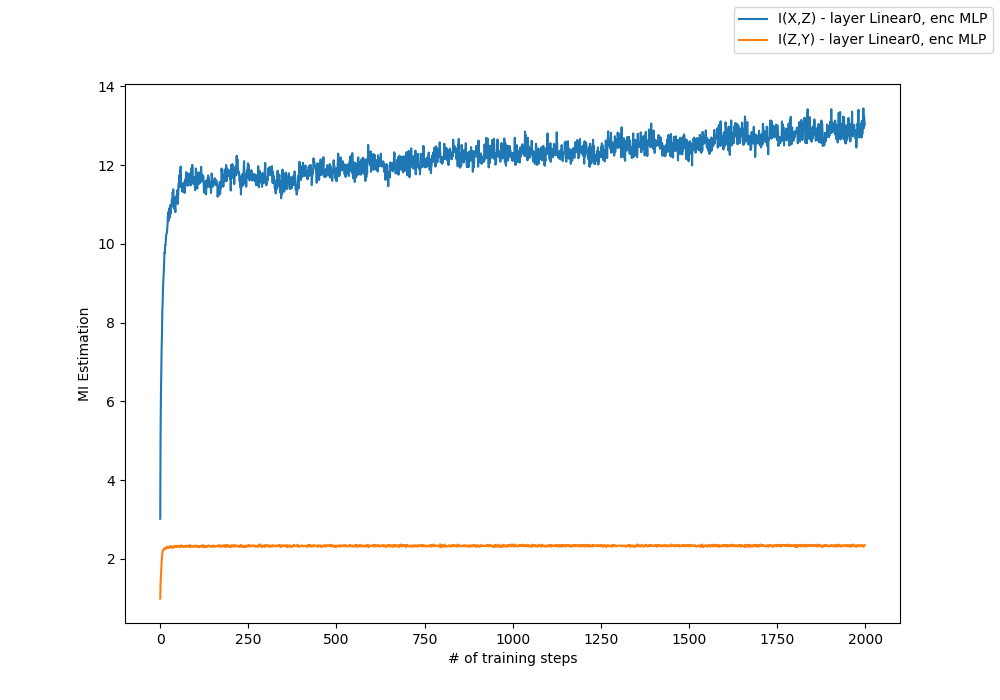 I(X,Z) - layer Linear0, enc MLP
I(Z,Y) - layer Linear0, enc MLP
14
12
10
8
6
4
2
MI Estimation
0 250 500 750 1000 1250 1500 1750 2000
# of training steps